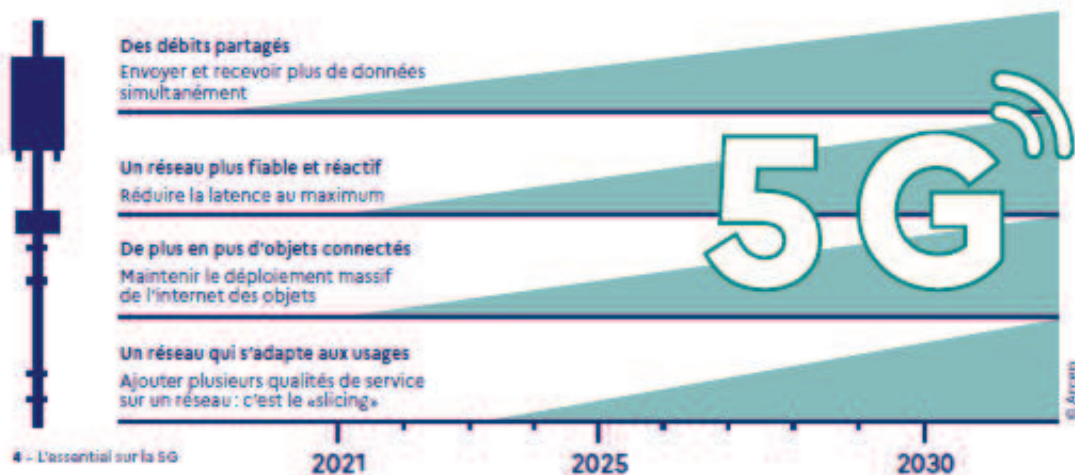 Des débits partagés
Envoyer et recevoir plus de données
simultanément
Un réseau plus fiable et réactif
Réduire la latence au maximum
De plus en pus d'objets connectés
Maintenir le déploiement massif
de l'internet des objets
Un réseau qui s'adapte aux usages
Ajouter plusieurs qualités de service
sur un réseau : c'est le «slicing»
5G
© Arcep
2021 2025 2030
4 - L'essentiel sur la 5G